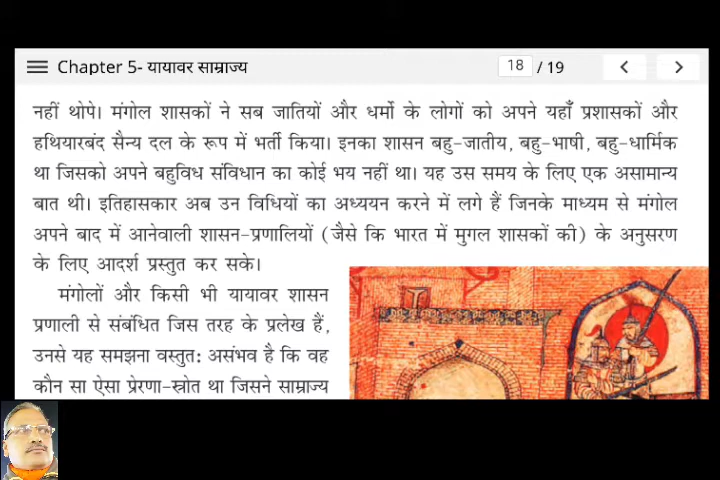 Chapter 5- यायावर साम्राज्य
18 / 19
नहीं थोपे। मंगोल शासकों ने सब जातियों और धर्मों के लोगों को अपने यहाँ प्रशासकों और
हथियारबंद सैन्य दल के रूप में भर्ती किया। इनका शासन बहु-जातीय, बहु-भाषी, बहु-धार्मिक
था जिसको अपने बहुविध संविधान का कोई भय नहीं था। यह उस समय के लिए एक असामान्य
बात थी। इतिहासकार अब उन विधियों का अध्ययन करने में लगे हैं जिनके माध्यम से मंगोल
अपने बाद में आनेवाली शासन-प्रणालियों (जैसे कि भारत में मुगल शासकों की) के अनुसरण
के लिए आदर्श प्रस्तुत कर सके।
मंगोलों और किसी भी यायावर शासन
प्रणाली से संबंधित जिस तरह के प्रलेख हैं,
उनसे यह समझना वस्तुत: असंभव है कि वह
कौन सा ऐसा प्रेरणा-स्रोत था जिसने साम्राज्य